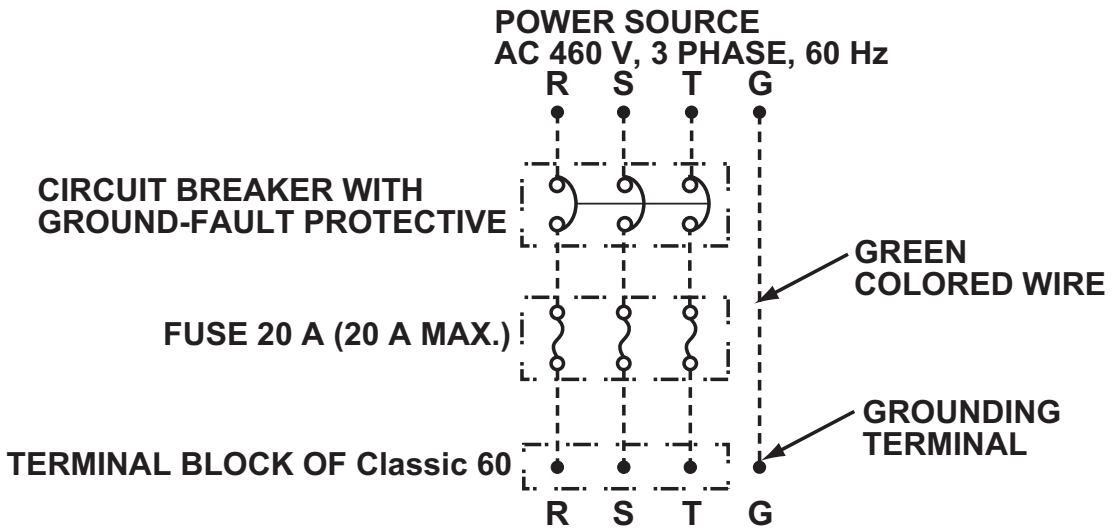 POWER SOURCE
AC 460 V, 3 PHASE, 60 Hz
R S T G
CIRCUIT BREAKER WITH
GROUND-FAULT PROTECTIVE
GREEN
COLORED WIRE
FUSE 20 A (20 A MAX.)
GROUNDING
TERMINAL
TERMINAL BLOCK OF Classic 60
R S T G